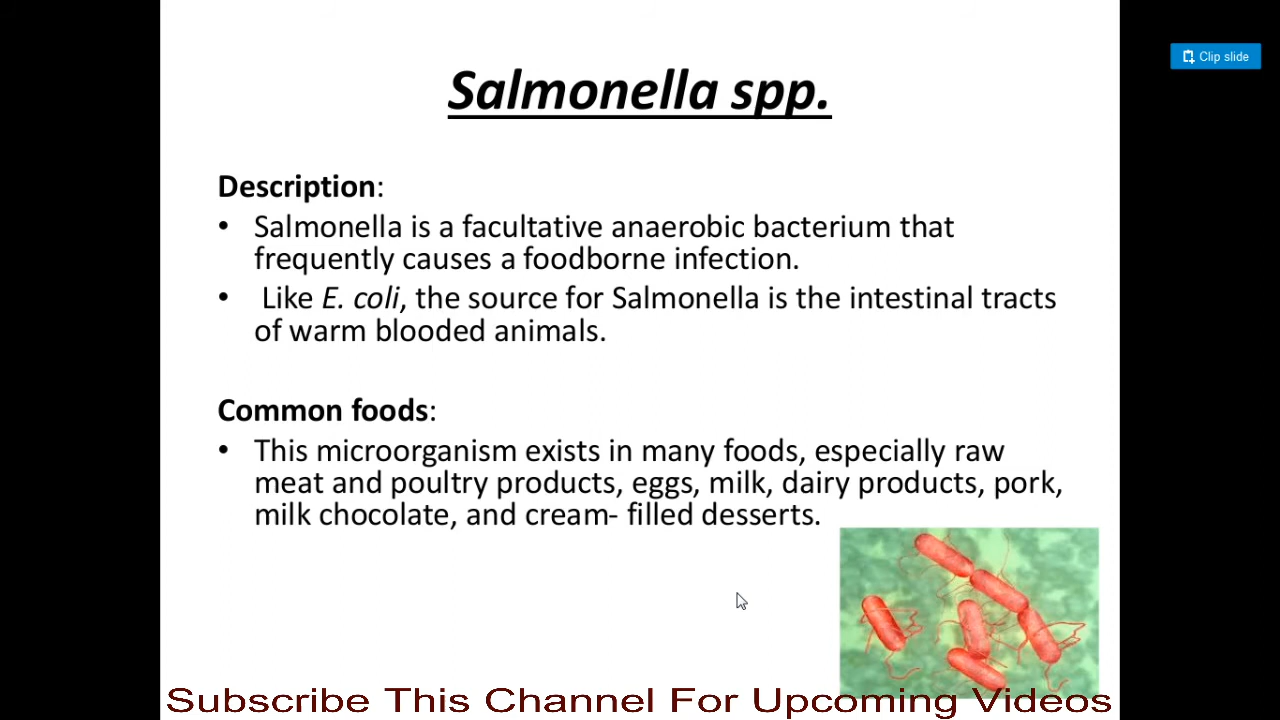 Clip slide
Salmonella spp.
Description:
• Salmonella is a facultative anaerobic bacterium that
frequently causes a foodborne infection.
• Like E. coli, the source for Salmonella is the intestinal tracts
of warm blooded animals.
Common foods:
• This microorganism exists in many foods, especially raw
meat and poultry products, eggs, milk, dairy products, pork,
milk chocolate, and cream- filled desserts.
Subscribe This Channel For Upcoming Videos